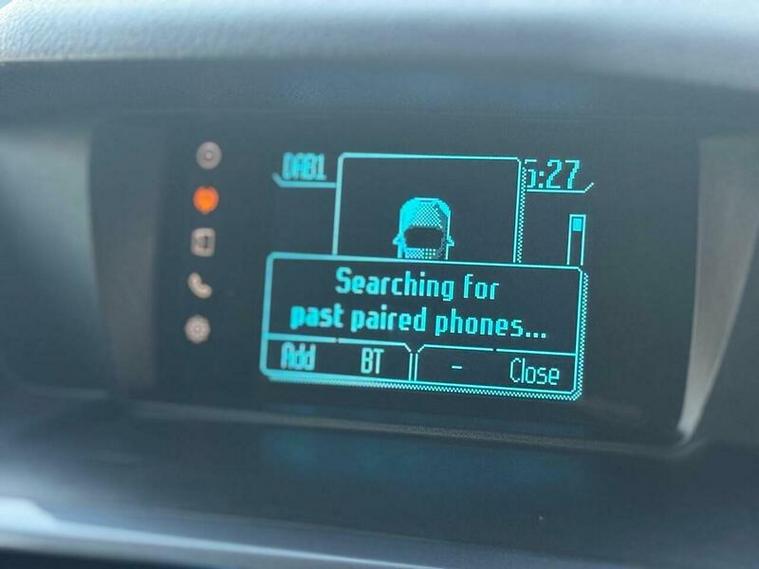 DAB1
5:27
Searching for
past paired phones...
Add BT - Close